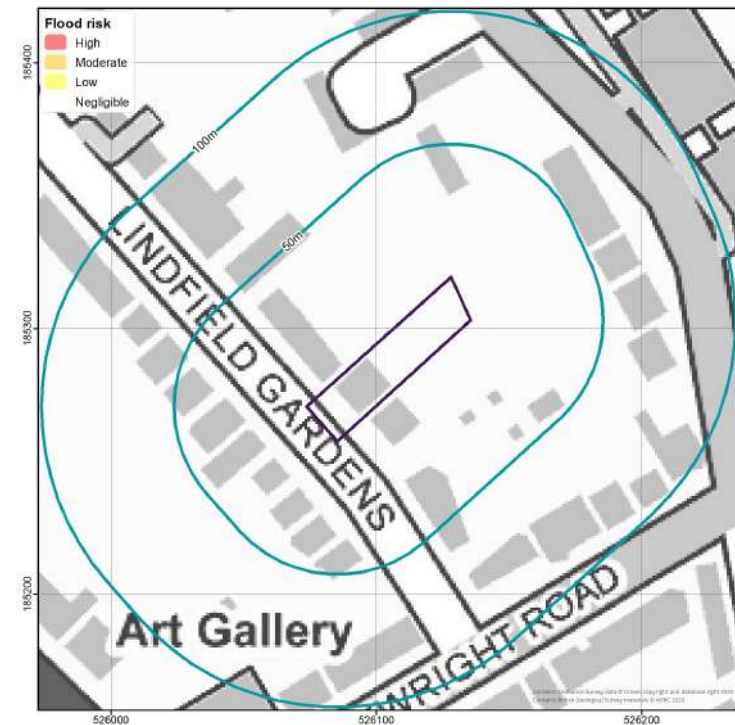 Flood risk
High
Moderate
Low
Negligible
185400
185300
185200
526000
526100
526200
100m
50m
LINDFIELD GARDENS
Art Gallery
WRIGHT ROAD